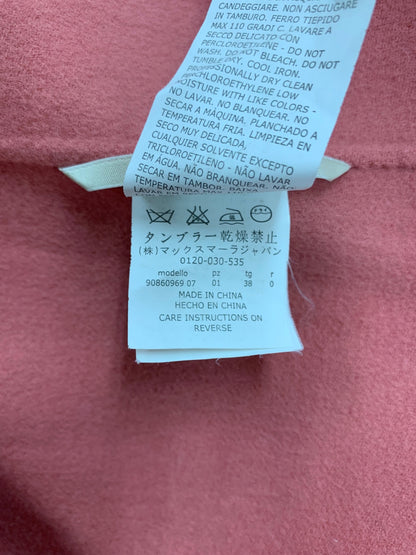 CANDEGGIARE. NON ASCIUGARE
IN TAMBURO. FERRO TIEPIDO
MAX 110 GRADI C. LAVARE A
SECCO DELICATO CON
PERCLOROETILENE - DO NOT
WASH. DO NOT BLEACH. DO NOT
TUMBLE DRY. COOL IRON.
PROFESSIONALLY DRY CLEAN
PERCHLOROETHYLENE LOW
MOISTURE WITH LIKE COLORS -
NO LAVAR. NO BLANQUEAR. NO
SECAR A MÁQUINA. PLANCHADO A
TEMPERATURA FRIA. LIMPIEZA EN
SECO MUY DELICADA,
CUALQUIER SOLVENTE EXCEPTO
TRICLOROETILENO - NÃO LAVAR
EM ÁGUA, NÃO BRANQUEAR. NÃO
SECAR EM TAMBOR. BAIXA
タンブラー乾燥禁止
(株)マックスマーラジャパン
0120-030-535
modello pz tg r
90860969 07 01 38 0
MADE IN CHINA
HECHO EN CHINA
CARE INSTRUCTIONS ON
REVERSE